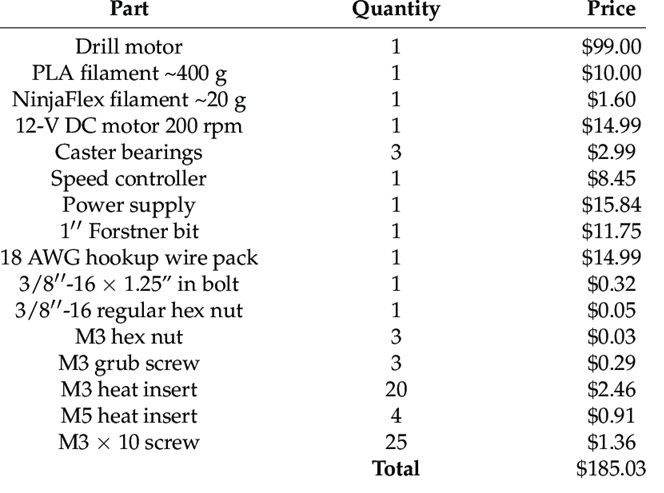 Part Quantity Price
Drill motor 1 $99.00
PLA filament ~400 g 1 $10.00
NinjaFlex filament ~20 g 1 $1.60
12-V DC motor 200 rpm 1 $14.99
Caster bearings 3 $2.99
Speed controller 1 $8.45
Power supply 1 $15.84
1′′ Forstner bit 1 $11.75
18 AWG hookup wire pack 1 $14.99
3/8′′-16 × 1.25” in bolt 1 $0.32
3/8′′-16 regular hex nut 1 $0.05
M3 hex nut 3 $0.03
M3 grub screw 3 $0.29
M3 heat insert 20 $2.46
M5 heat insert 4 $0.91
M3 × 10 screw 25 $1.36
Total $185.03